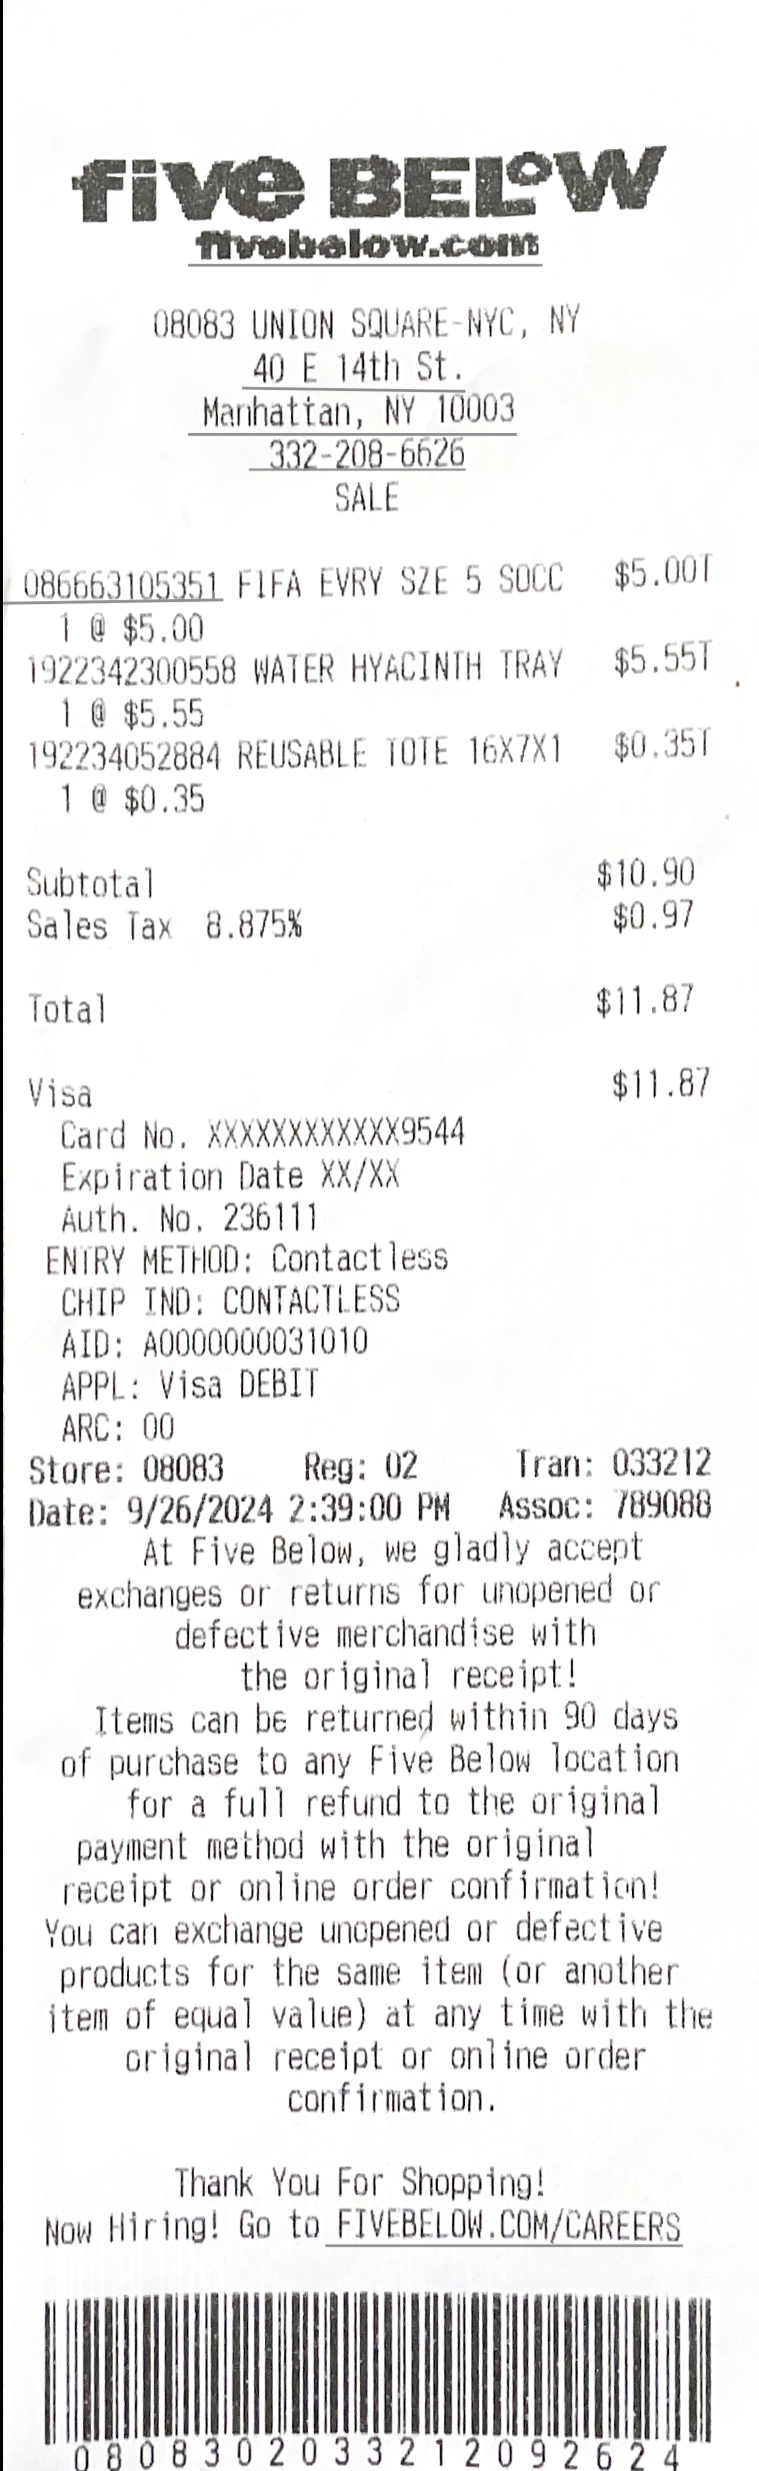 five BELoW
fivebelow.com
08083 UNION SQUARE-NYC, NY
40 E 14th St.
Manhattan, NY 10003
332-208-6626
SALE
086663105351 FIFA EVRY SZE 5 SOCC $5.00T
1 @ $5.00
1922342300558 WATER HYACINTH TRAY $5.55T
1 @ $5.55
192234052884 REUSABLE TOTE 16X7X1 $0.35T
1 @ $0.35
Subtotal $10.90
Sales Tax 8.875% $0.97
Total $11.87
Visa $11.87
Card No. XXXXXXXXXXXX9544
Expiration Date XX/XX
Auth. No. 236111
ENTRY METHOD: Contactless
CHIP IND: CONTACTLESS
AID: A0000000031010
APPL: Visa DEBIT
ARC: 00
Store: 08083 Reg: 02 Tran: 033212
Date: 9/26/2024 2:39:00 PM Assoc: 789088
At Five Below, we gladly accept
exchanges or returns for unopened or
defective merchandise with
the original receipt!
Items can be returned within 90 days
of purchase to any Five Below location
for a full refund to the original
payment method with the original
receipt or online order confirmation!
You can exchange unopened or defective
products for the same item (or another
item of equal value) at any time with the
original receipt or online order
confirmation.
Thank You For Shopping!
Now Hiring! Go to FIVEBELOW.COM/CAREERS
08083020332120​92624